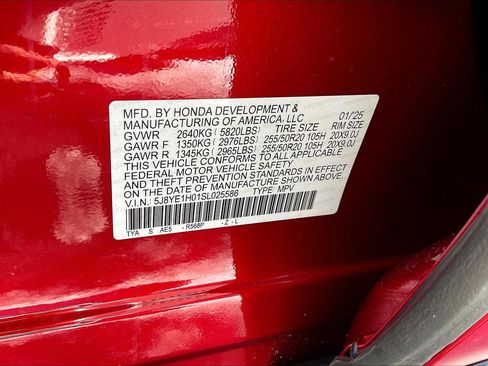 MFD. BY HONDA DEVELOPMENT &
MANUFACTURING OF AMERICA, LLC 01/25
GVWR 2640KG (5820LBS) TIRE SIZE RIM SIZE
GAWR F 1350KG (2976LBS) 255/50R20 105H 20X9.0J
GAWR R 1345KG (2965LBS) 255/50R20 105H 20X9.0J
THIS VEHICLE CONFORMS TO ALL APPLICABLE
FEDERAL MOTOR VEHICLE SAFETY
AND THEFT PREVENTION STANDARDS IN EFFECT
ON THE DATE OF MANUFACTURE SHOWN ABOVE.
V.I.N.: 5J8YE1H01SL025586 TYPE: MPV
TYA S AE5 - R568P - Z - L